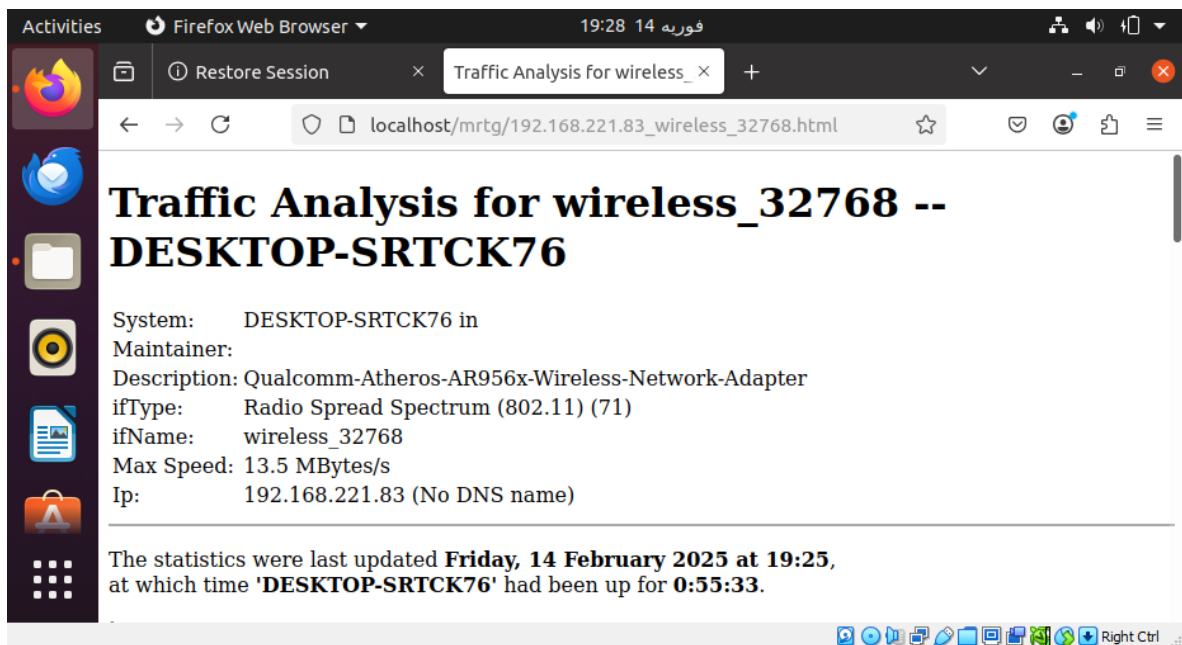 Activities Firefox Web Browser 19:28 14 فوریه
Restore Session Traffic Analysis for wireless_
localhost/mrtg/192.168.221.83_wireless_32768.html
Traffic Analysis for wireless_32768 --
DESKTOP-SRTCK76
System: DESKTOP-SRTCK76 in
Maintainer:
Description: Qualcomm-Atheros-AR956x-Wireless-Network-Adapter
ifType: Radio Spread Spectrum (802.11) (71)
ifName: wireless_32768
Max Speed: 13.5 MBytes/s
Ip: 192.168.221.83 (No DNS name)
The statistics were last updated Friday, 14 February 2025 at 19:25,
at which time 'DESKTOP-SRTCK76' had been up for 0:55:33.
Right Ctrl